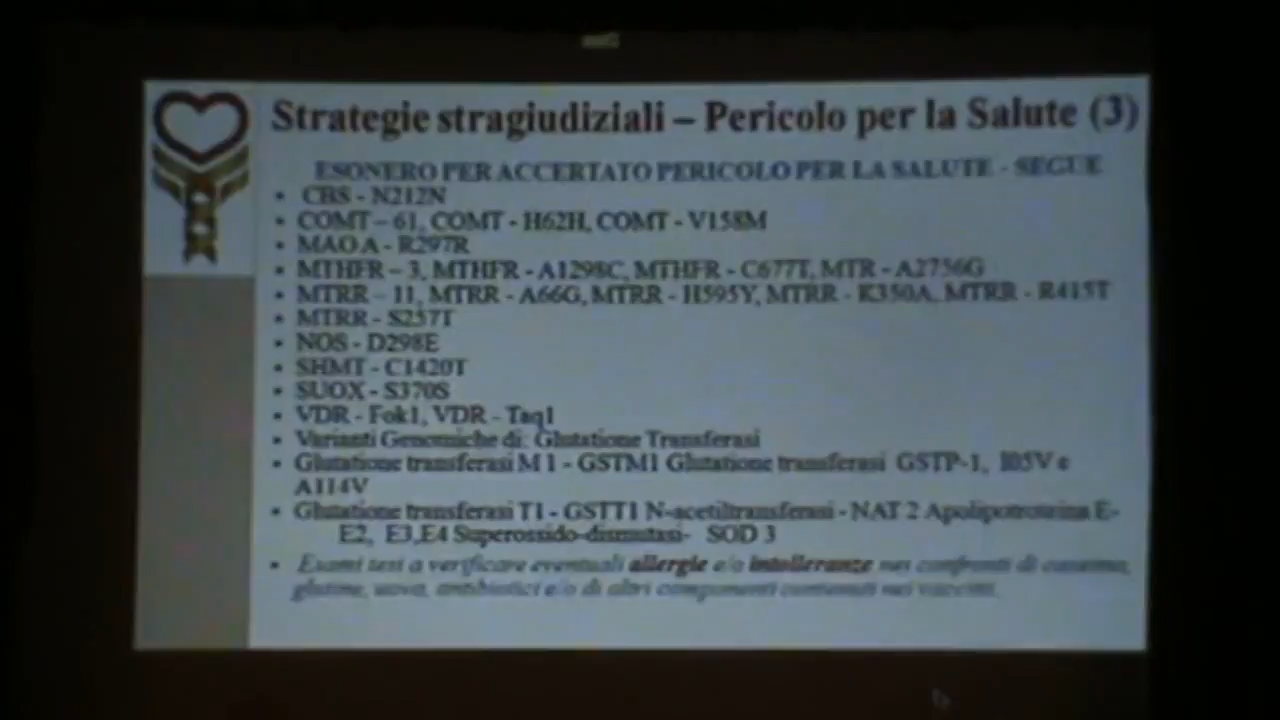 Strategie stragiudiziali – Pericolo per la Salute (3)
ESONERO PER ACCERTATO PERICOLO PER LA SALUTE - SEGUE
• CBS - N212N
• COMT – 61, COMT - H62H, COMT - V158M
• MAO A - R297R
• MTHFR – 3, MTHFR - A1298C, MTHFR - C677T, MTR - A2756G
• MTRR – 11, MTRR - A66G, MTRR - H595Y, MTRR - K350A, MTRR - R415T
• MTRR - S257T
• NOS - D298E
• SHMT - C1420T
• SUOX - S370S
• VDR - Fok1, VDR - Taq1
• Varianti Genomiche di: Glutatione Transferasi
• Glutatione transferasi M 1 - GSTM1 Glutatione transferasi GSTP-1, I105V e
A114V
• Glutatione transferasi T1 - GSTT1 N-acetiltransferasi - NAT 2 Apolipoproteina E-
E2, E3,E4 Superossido-dismutasi- SOD 3
• Esami tesi a verificare eventuali allergie e/o intolleranze nei confronti di caseina,
glutine, uova, antibiotici e/o di altri componenti contenuti nei vaccini.